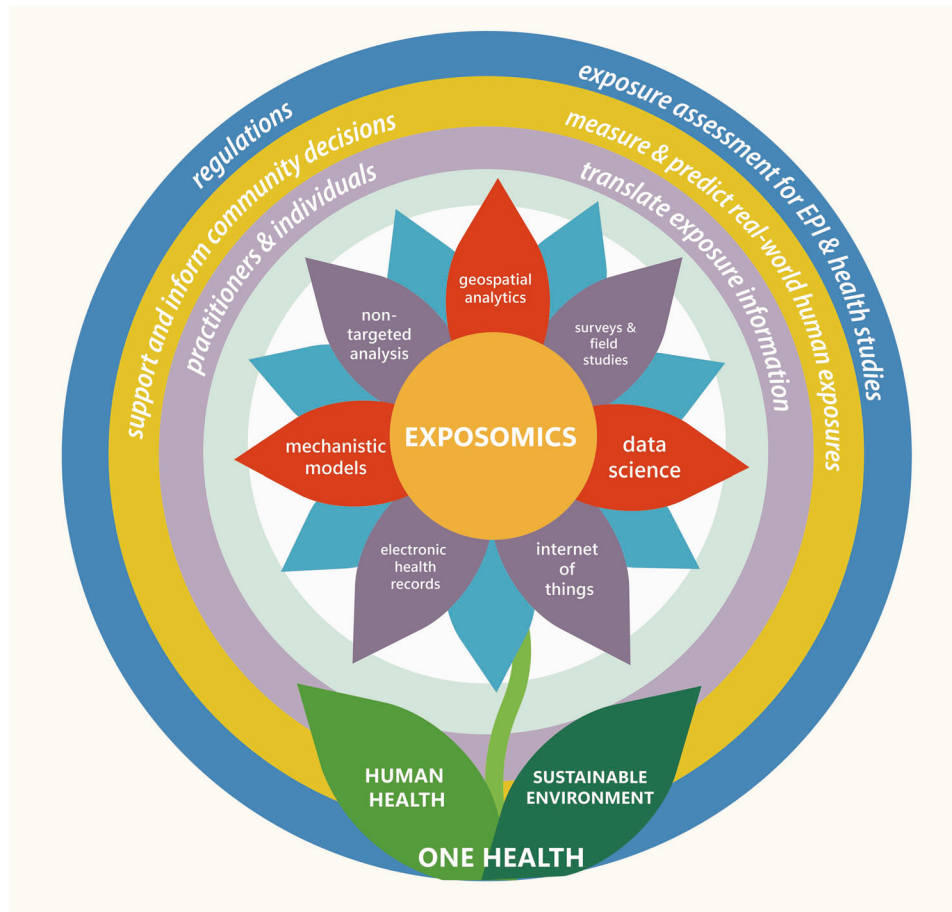 regulations
exposure assessment for EPI & health studies
support and inform community decisions
measure & predict real-world human exposures
practitioners & individuals
translate exposure information
geospatial
analytics
non-
targeted
analysis
surveys &
field
studies
EXPOSOMICS
mechanistic
models
data
science
electronic
health
records
internet
of
things
HUMAN
HEALTH
SUSTAINABLE
ENVIRONMENT
ONE HEALTH